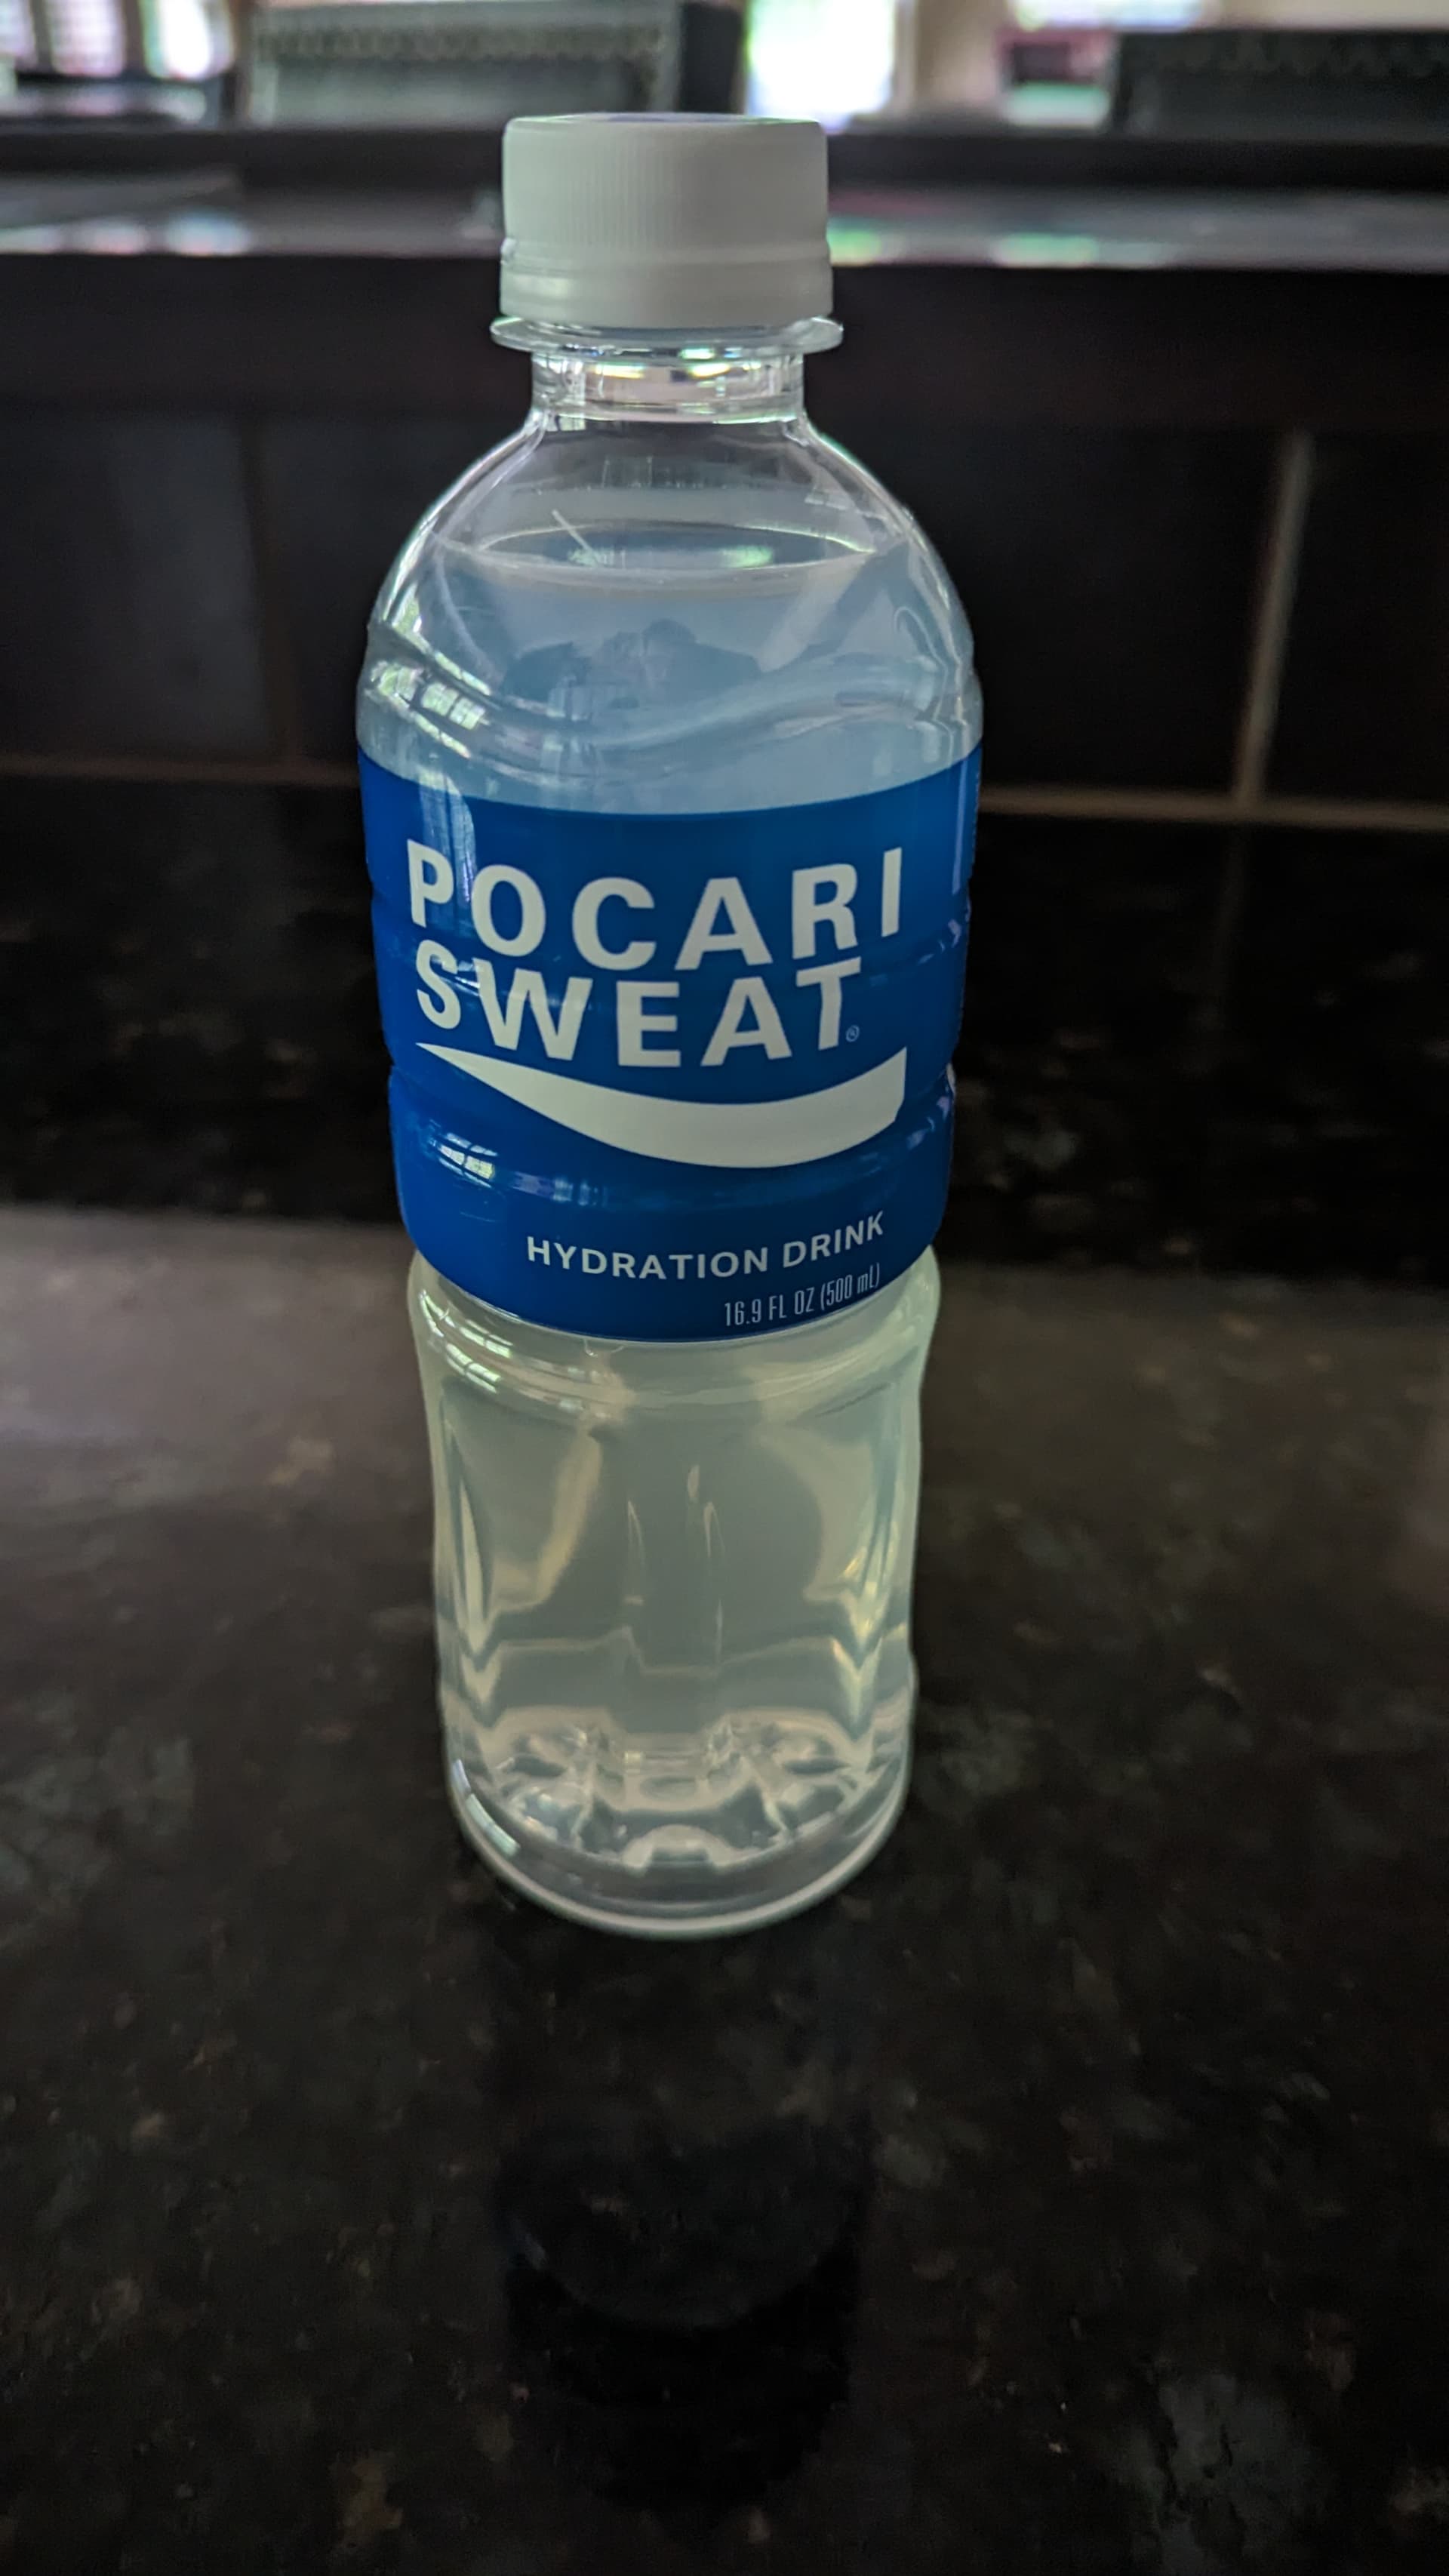 POCARI
SWEAT®
HYDRATION DRINK
16.9 FL OZ (500 mL)